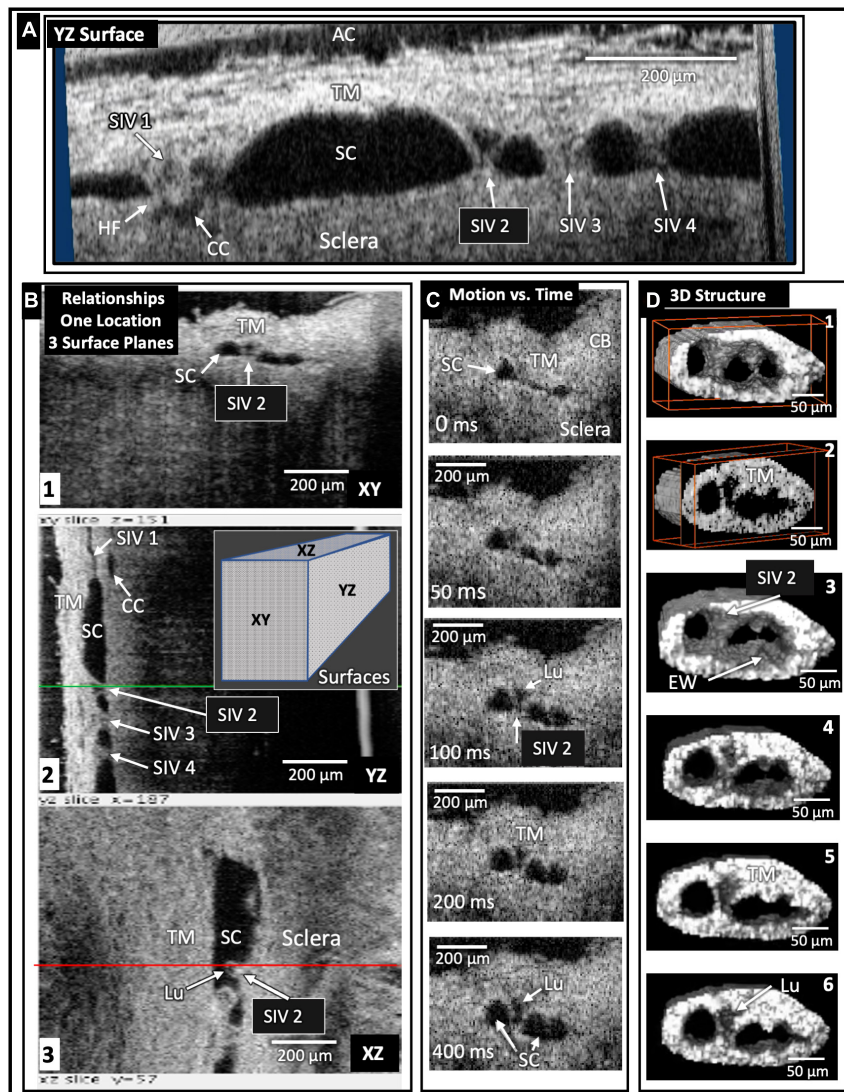 A
YZ Surface
AC
200 µm
TM
SIV 1
SC
HF
CC
Sclera
SIV 2
SIV 3
SIV 4
B
Relationships
One Location
3 Surface Planes
TM
SC
SIV 2
200 µm
1
XY
xy slice z=151
SIV 1
TM
CC
SC
XZ
XY
YZ
Surfaces
SIV 2
SIV 3
SIV 4
200 µm
2
YZ
yz slice x=187
TM
SC
Sclera
Lu
SIV 2
200 µm
3
XZ
xz slice y=57
C
Motion vs. Time
CB
TM
SC
Sclera
0 ms
200 µm
200 µm
50 ms
200 µm
Lu
SIV 2
100 ms
200 µm
TM
200 ms
200 µm
Lu
SC
400 ms
D
3D Structure
1
50 µm
2
TM
50 µm
SIV 2
3
EW
50 µm
4
50 µm
5
TM
50 µm
6
Lu
50 µm